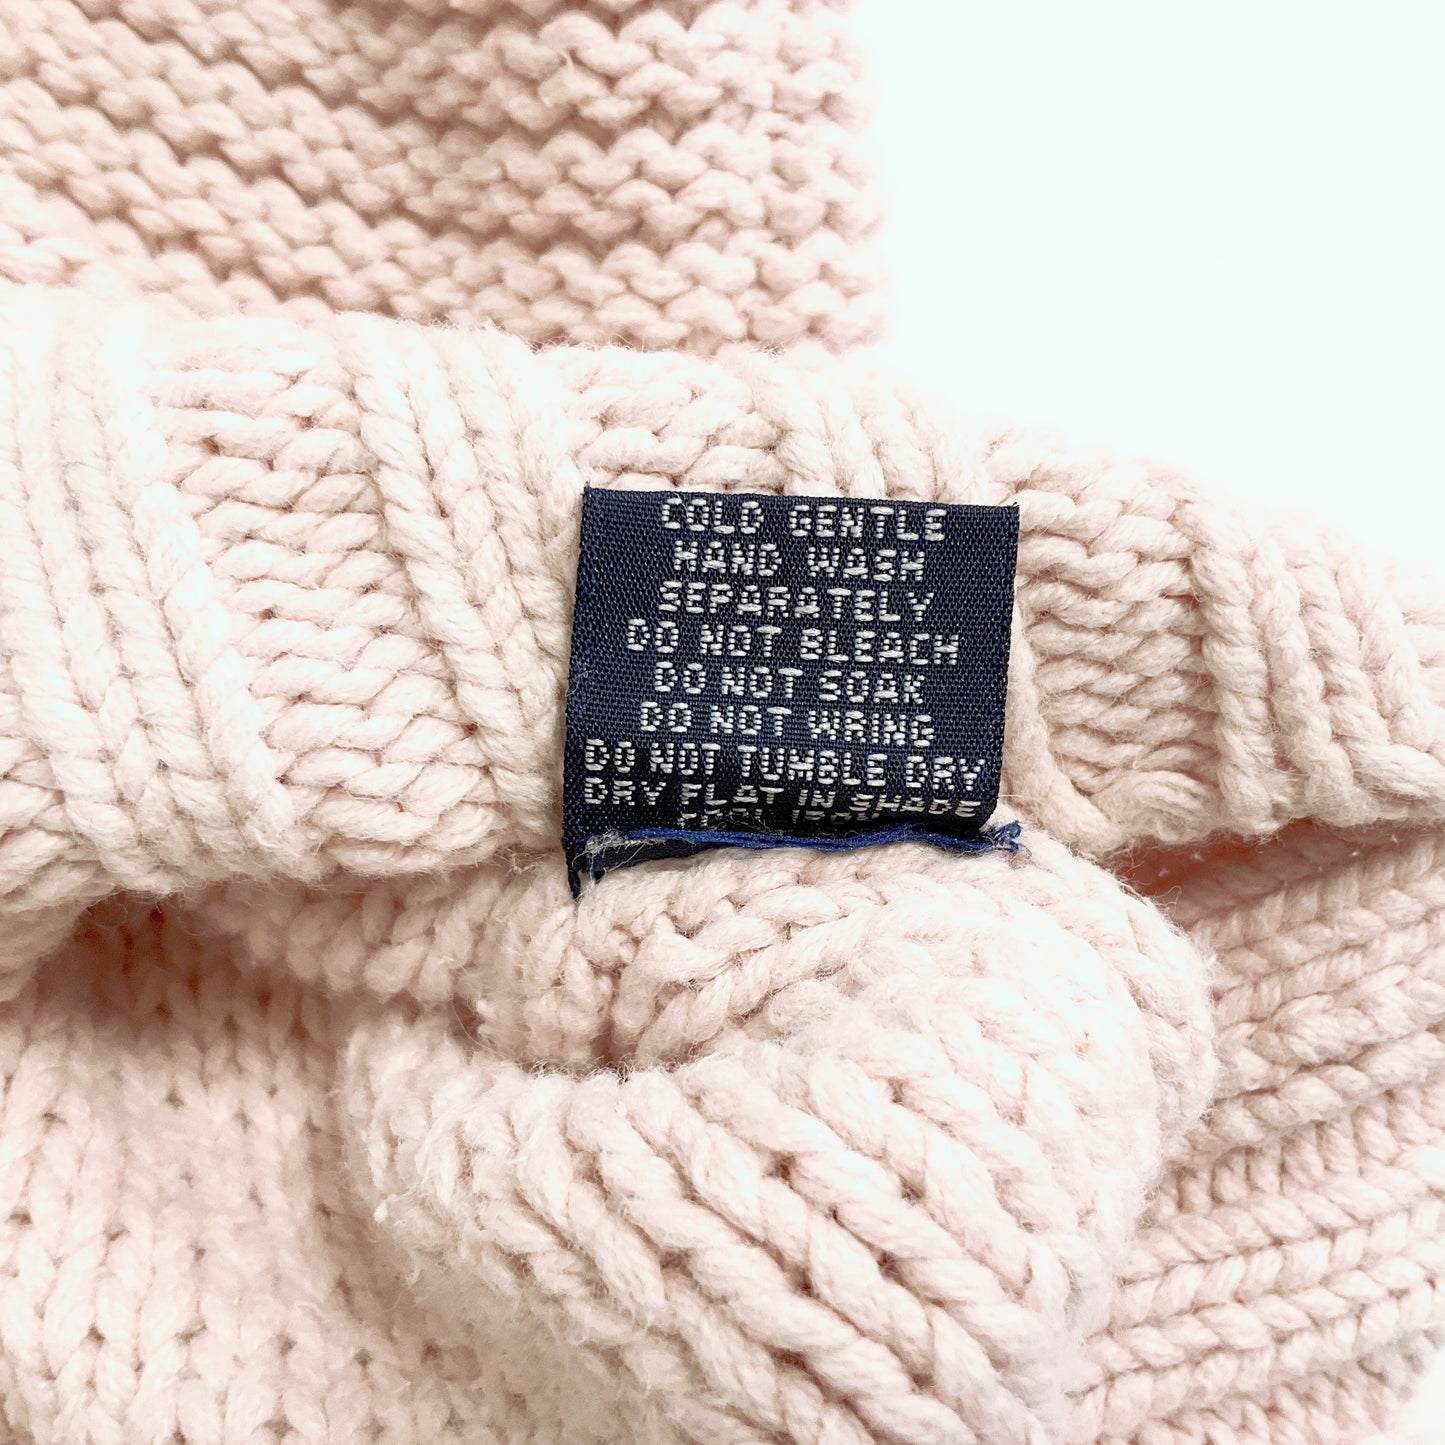 COLD GENTLE
HAND WASH
SEPARATELY
DO NOT BLEACH
DO NOT SOAK
DO NOT WRING
DO NOT TUMBLE DRY
DRY FLAT IN SHADE